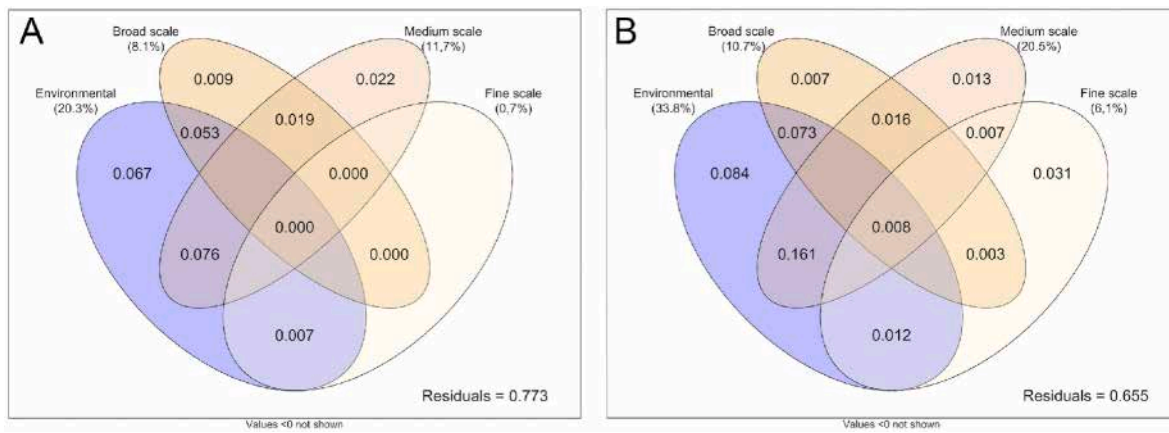 A
Broad scale
(8.1%)
Medium scale
(11,7%)
Environmental
(20.3%)
Fine scale
(0,7%)
0.009
0.022
0.019
0.053
0.067
0.000
0.000
0.076
0.000
0.007
Residuals = 0.773
Values <0 not shown
B
Broad scale
(10.7%)
Medium scale
(20.5%)
Environmental
(33.8%)
Fine scale
(6,1%)
0.007
0.013
0.016
0.073
0.007
0.084
0.031
0.008
0.161
0.003
0.012
Residuals = 0.655
Values <0 not shown